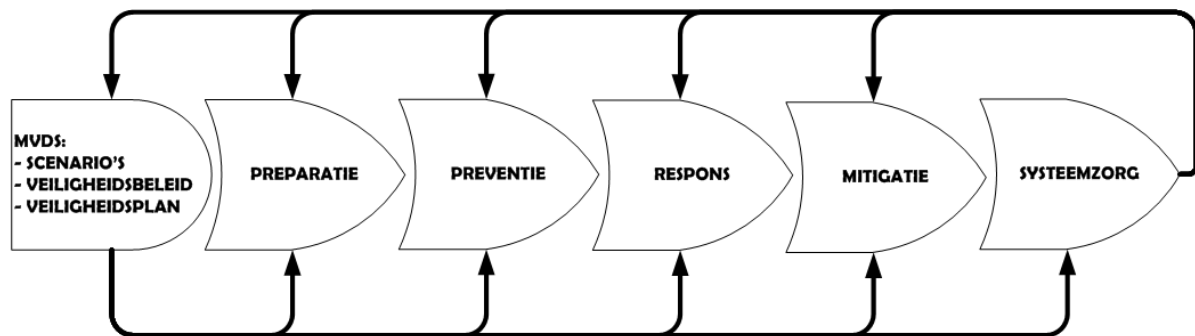 MVDS:
- SCENARIO'S
- VEILIGHEIDSBELEID
- VEILIGHEIDSPLAN
PREPARATIE
PREVENTIE
RESPONS
MITIGATIE
SYSTEEMZORG